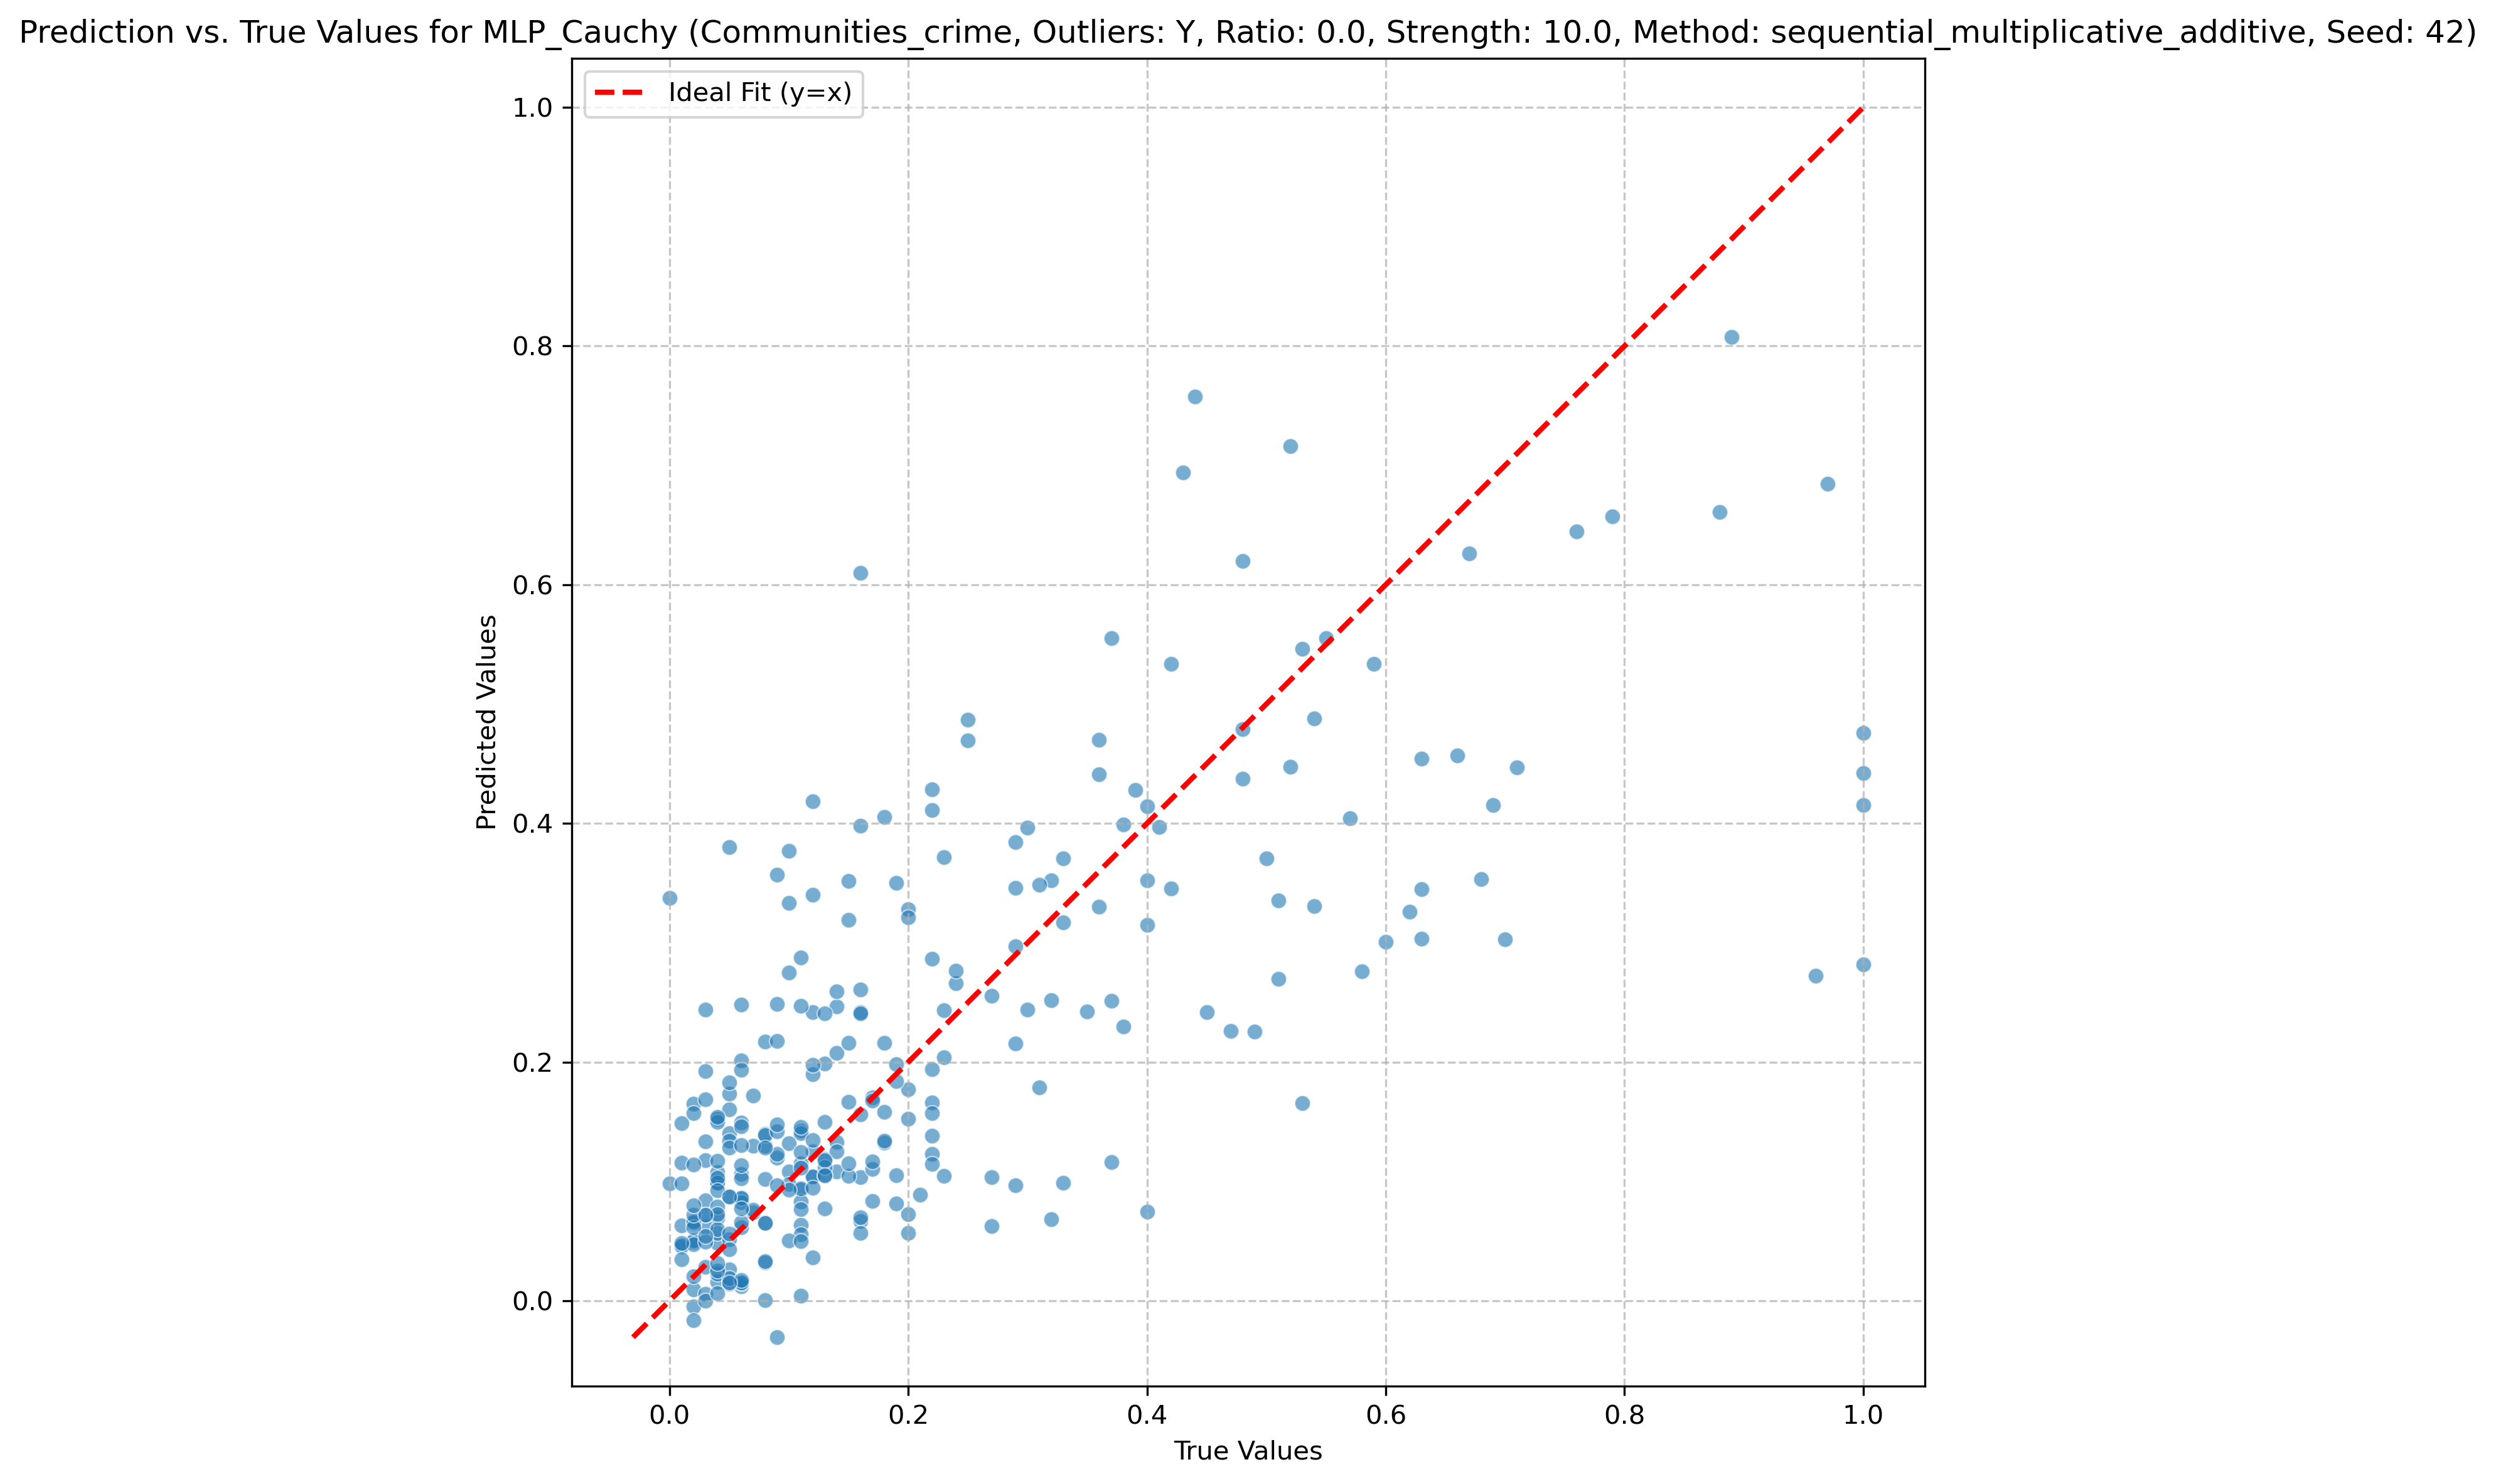 Prediction vs. True Values for MLP_Cauchy (Communities_crime, Outliers: Y, Ratio: 0.0, Strength: 10.0, Method: sequential_multiplicative_additive, Seed: 42)
Ideal Fit (y=x)
1.0
0.8
0.6
0.4
0.2
0.0
Predicted Values
0.0 0.2 0.4 0.6 0.8 1.0
True Values